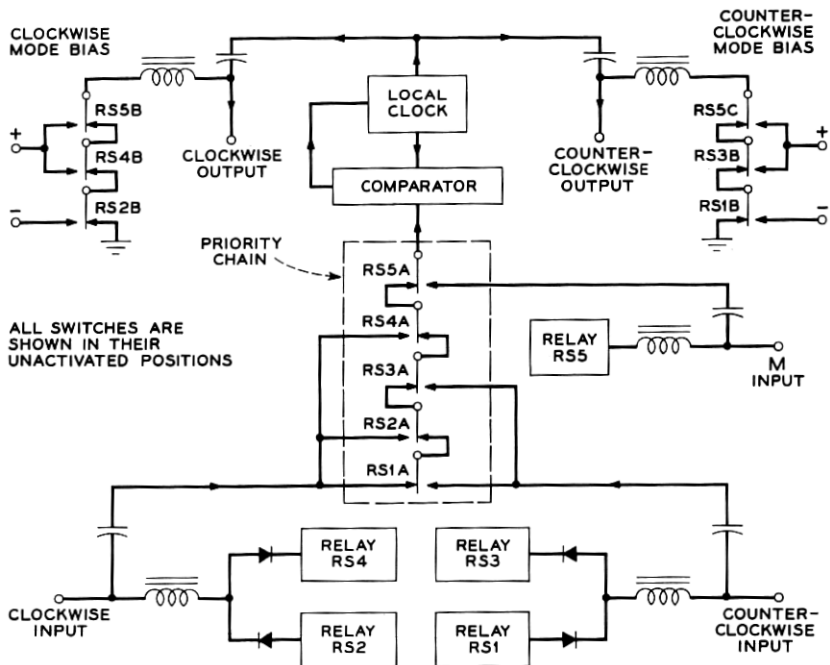 CLOCKWISE
MODE BIAS
COUNTER-
CLOCKWISE
MODE BIAS
RS5B
+
RS4B
−
RS2B
CLOCKWISE
OUTPUT
LOCAL
CLOCK
COMPARATOR
COUNTER-
CLOCKWISE
OUTPUT
RS5C
+
RS3B
−
RS1B
PRIORITY
CHAIN
RS5A
RS4A
RS3A
RS2A
RS1A
ALL SWITCHES ARE
SHOWN IN THEIR
UNACTIVATED POSITIONS
RELAY
RS5
M
INPUT
CLOCKWISE
INPUT
RELAY
RS4
RELAY
RS2
RELAY
RS3
RELAY
RS1
COUNTER-
CLOCKWISE
INPUT